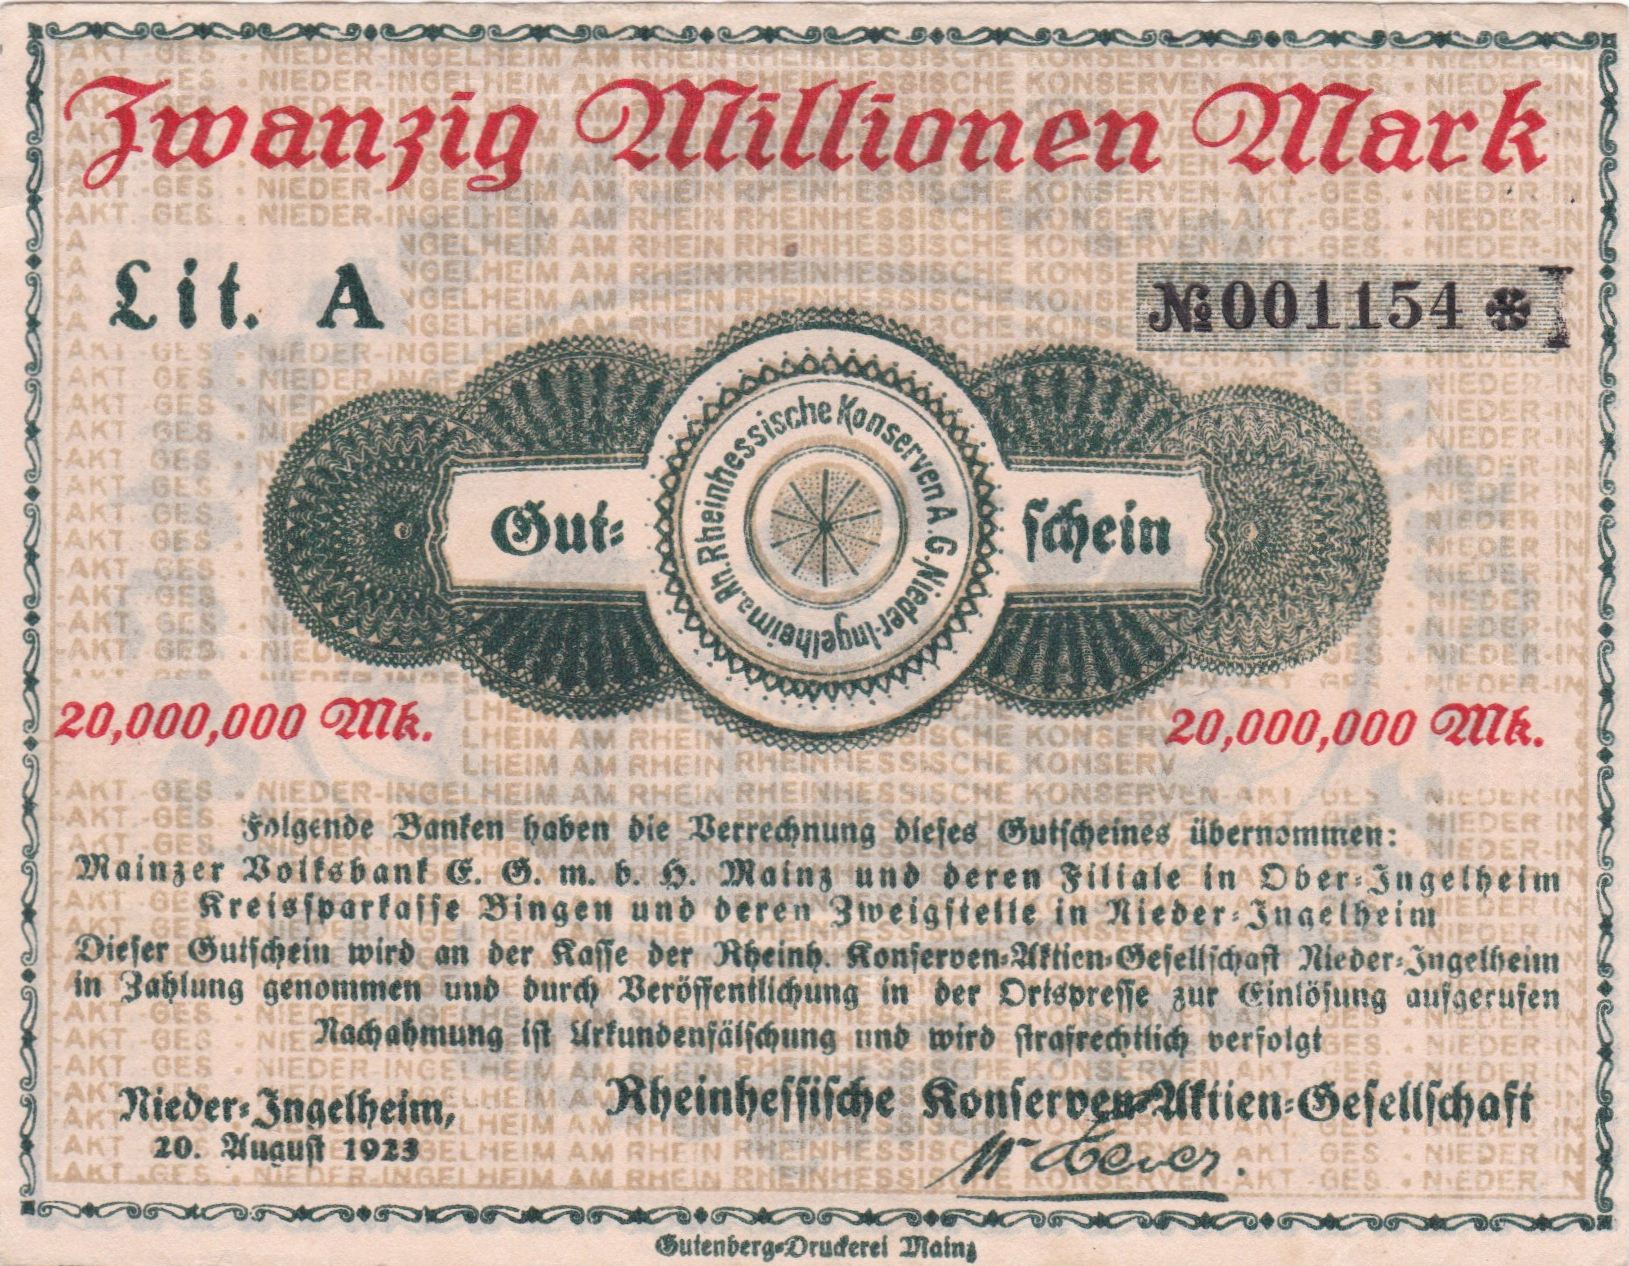 Zwanzig Millionen Mark
Lit. A
№ 001154 ✻
Rheinhessische Konserven A. G. Nieder-Ingelheim a. Rh.
Gut-
schein
20,000,000 Mk.
20,000,000 Mk.
Folgende Banken haben die Verrechnung dieses Gutscheines übernommen:
Mainzer Volksbank E. G. m. b. H. Mainz und deren Filiale in Ober-Ingelheim
Kreissparkasse Bingen und deren Zweigstelle in Nieder-Ingelheim
Dieser Gutschein wird an der Kasse der Rheinh. Konserven-Aktien-Gesellschaft Nieder-Ingelheim
in Zahlung genommen und durch Veröffentlichung in der Ortspresse zur Einlösung aufgerufen
Nachahmung ist Urkundenfälschung und wird strafrechtlich verfolgt
Nieder-Ingelheim,
20. August 1923
Rheinhessische Konserven-Aktien-Gesellschaft
Gutenberg-Druckerei Mainz